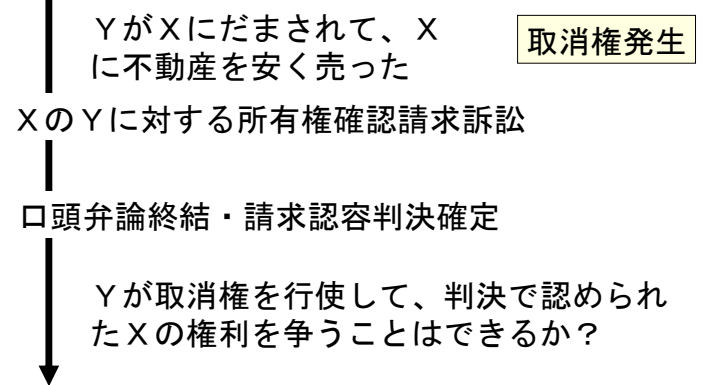 ＹがＸにだまされて、Ｘ
に不動産を安く売った
取消権発生
ＸのＹに対する所有権確認請求訴訟
口頭弁論終結・請求認容判決確定
Ｙが取消権を行使して、判決で認められ
たＸの権利を争うことはできるか？